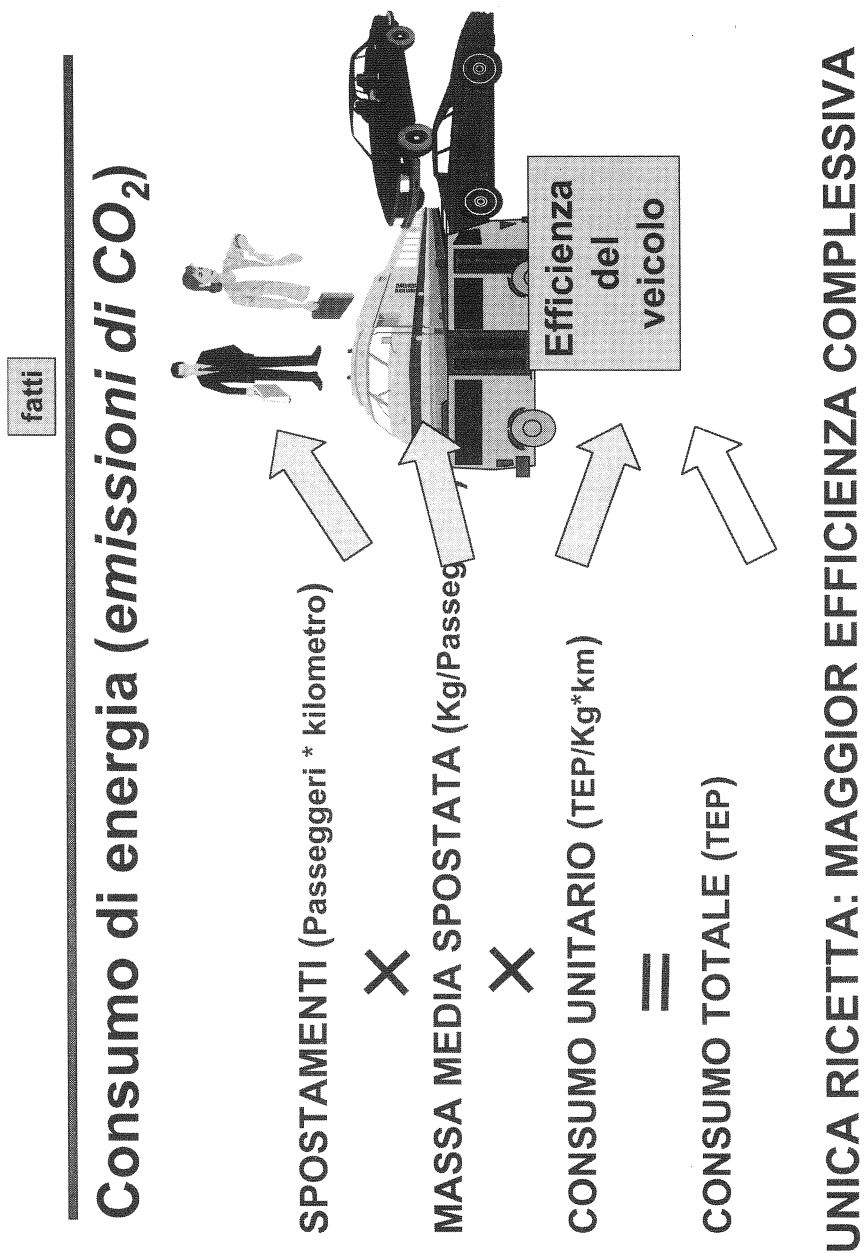 fatti
Consumo di energia (emissioni di CO₂)
SPOSTAMENTI (Passeggeri * kilometro)
×
MASSA MEDIA SPOSTATA (Kg/Passeg
×
CONSUMO UNITARIO (TEP/Kg*km)
=
CONSUMO TOTALE (TEP)
Efficienza
del
veicolo
UNICA RICETTA: MAGGIOR EFFICIENZA COMPLESSIVA